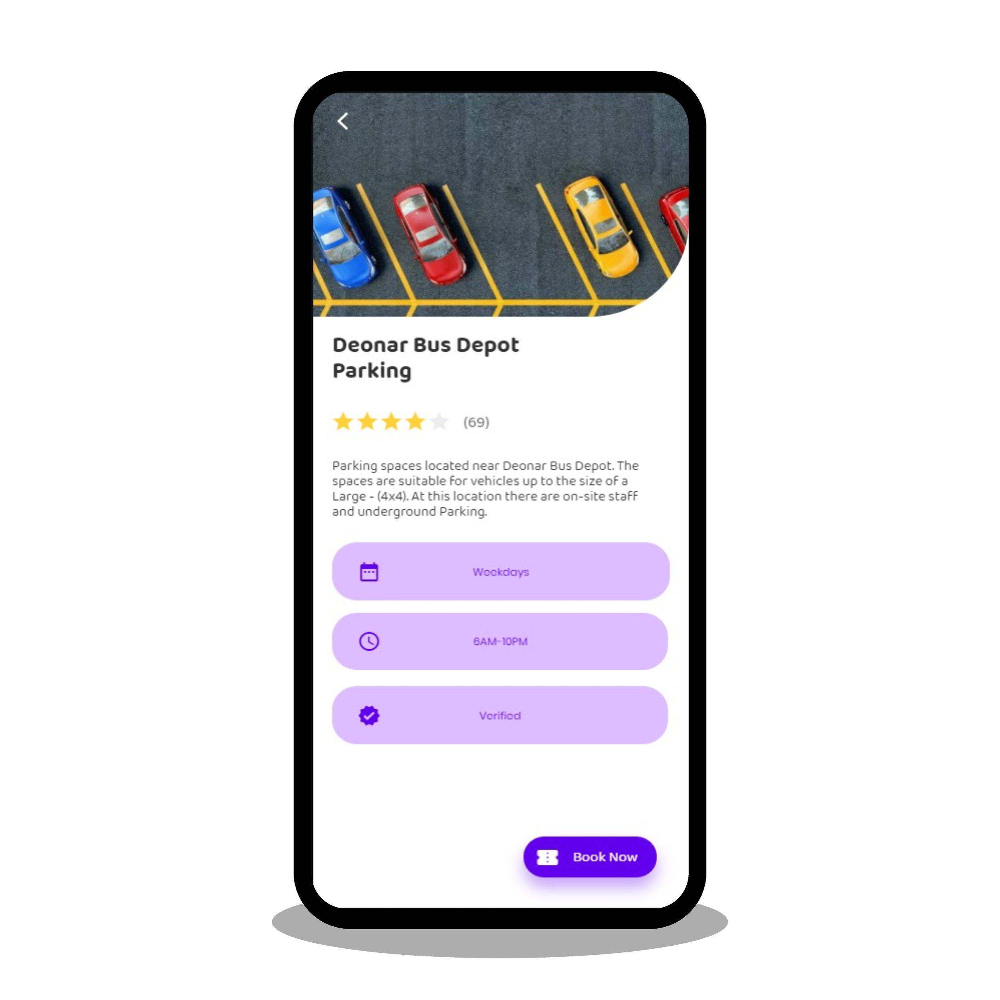 Deonar Bus Depot
Parking
(69)
Parking spaces located near Deonar Bus Depot. The
spaces are suitable for vehicles up to the size of a
Large - (4x4). At this location there are on-site staff
and underground Parking.
Weekdays
6AM-10PM
Verified
Book Now